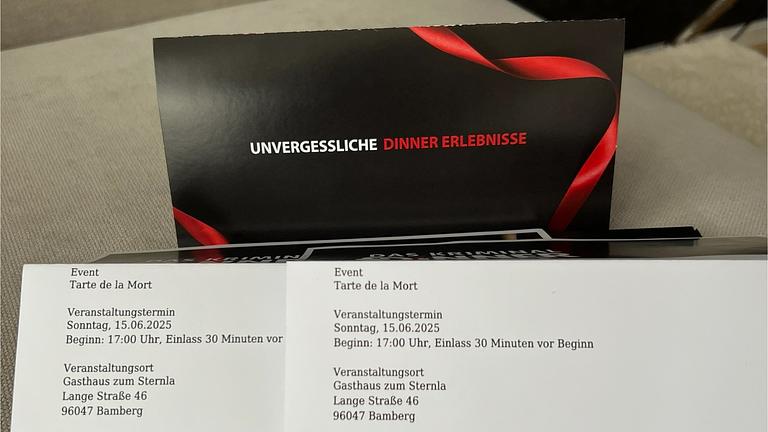 UNVERGESSLICHE DINNER ERLEBNISSE
DAS KRIMINAL
Event
Tarte de la Mort
Veranstaltungstermin
Sonntag, 15.06.2025
Beginn: 17:00 Uhr, Einlass 30 Minuten vor
Veranstaltungsort
Gasthaus zum Sternla
Lange Straße 46
96047 Bamberg
Event
Tarte de la Mort
Veranstaltungstermin
Sonntag, 15.06.2025
Beginn: 17:00 Uhr, Einlass 30 Minuten vor Beginn
Veranstaltungsort
Gasthaus zum Sternla
Lange Straße 46
96047 Bamberg